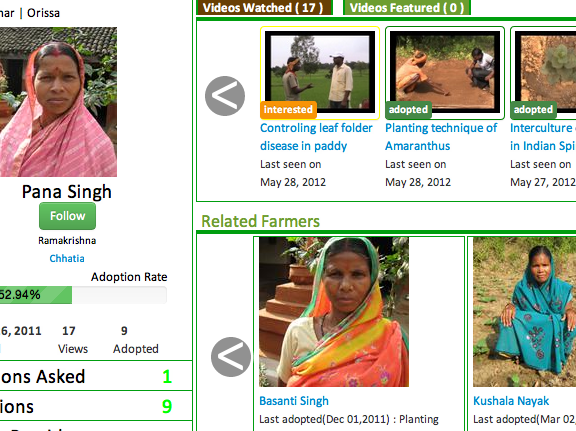 nar | Orissa
Pana Singh
Follow
Ramakrishna
Chhatia
Adoption Rate
52.94%
6, 2011 17 9
Views Adopted
ons Asked 1
ions 9
Videos Watched ( 17 ) Videos Featured ( 0 )
<
interested
Controling leaf folder
disease in paddy
Last seen on
May 28, 2012
adopted
Planting technique of
Amaranthus
Last seen on
May 28, 2012
adopted
Interculture
in Indian Spi
Last seen on
May 27, 2012
Related Farmers
<
Basanti Singh
Last adopted(Dec 01,2011) : Planting
Kushala Nayak
Last adopted(Mar 02